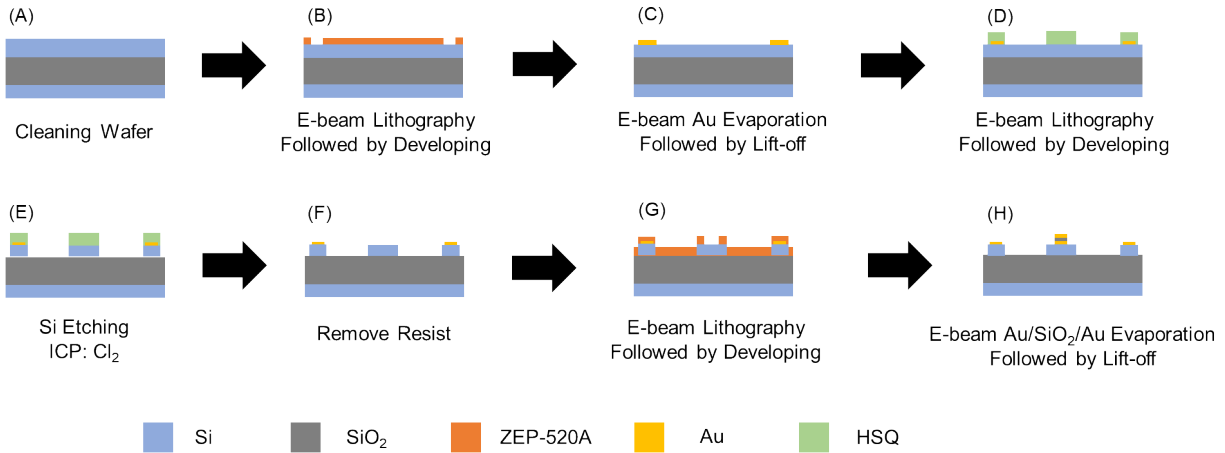 (A)
(B)
(C)
(D)
Cleaning Wafer
E-beam Lithography
Followed by Developing
E-beam Au Evaporation
Followed by Lift-off
E-beam Lithography
Followed by Developing
(E)
(F)
(G)
(H)
Si Etching
ICP: Cl₂
Remove Resist
E-beam Lithography
Followed by Developing
E-beam Au/SiO₂/Au Evaporation
Followed by Lift-off
Si
SiO₂
ZEP-520A
Au
HSQ